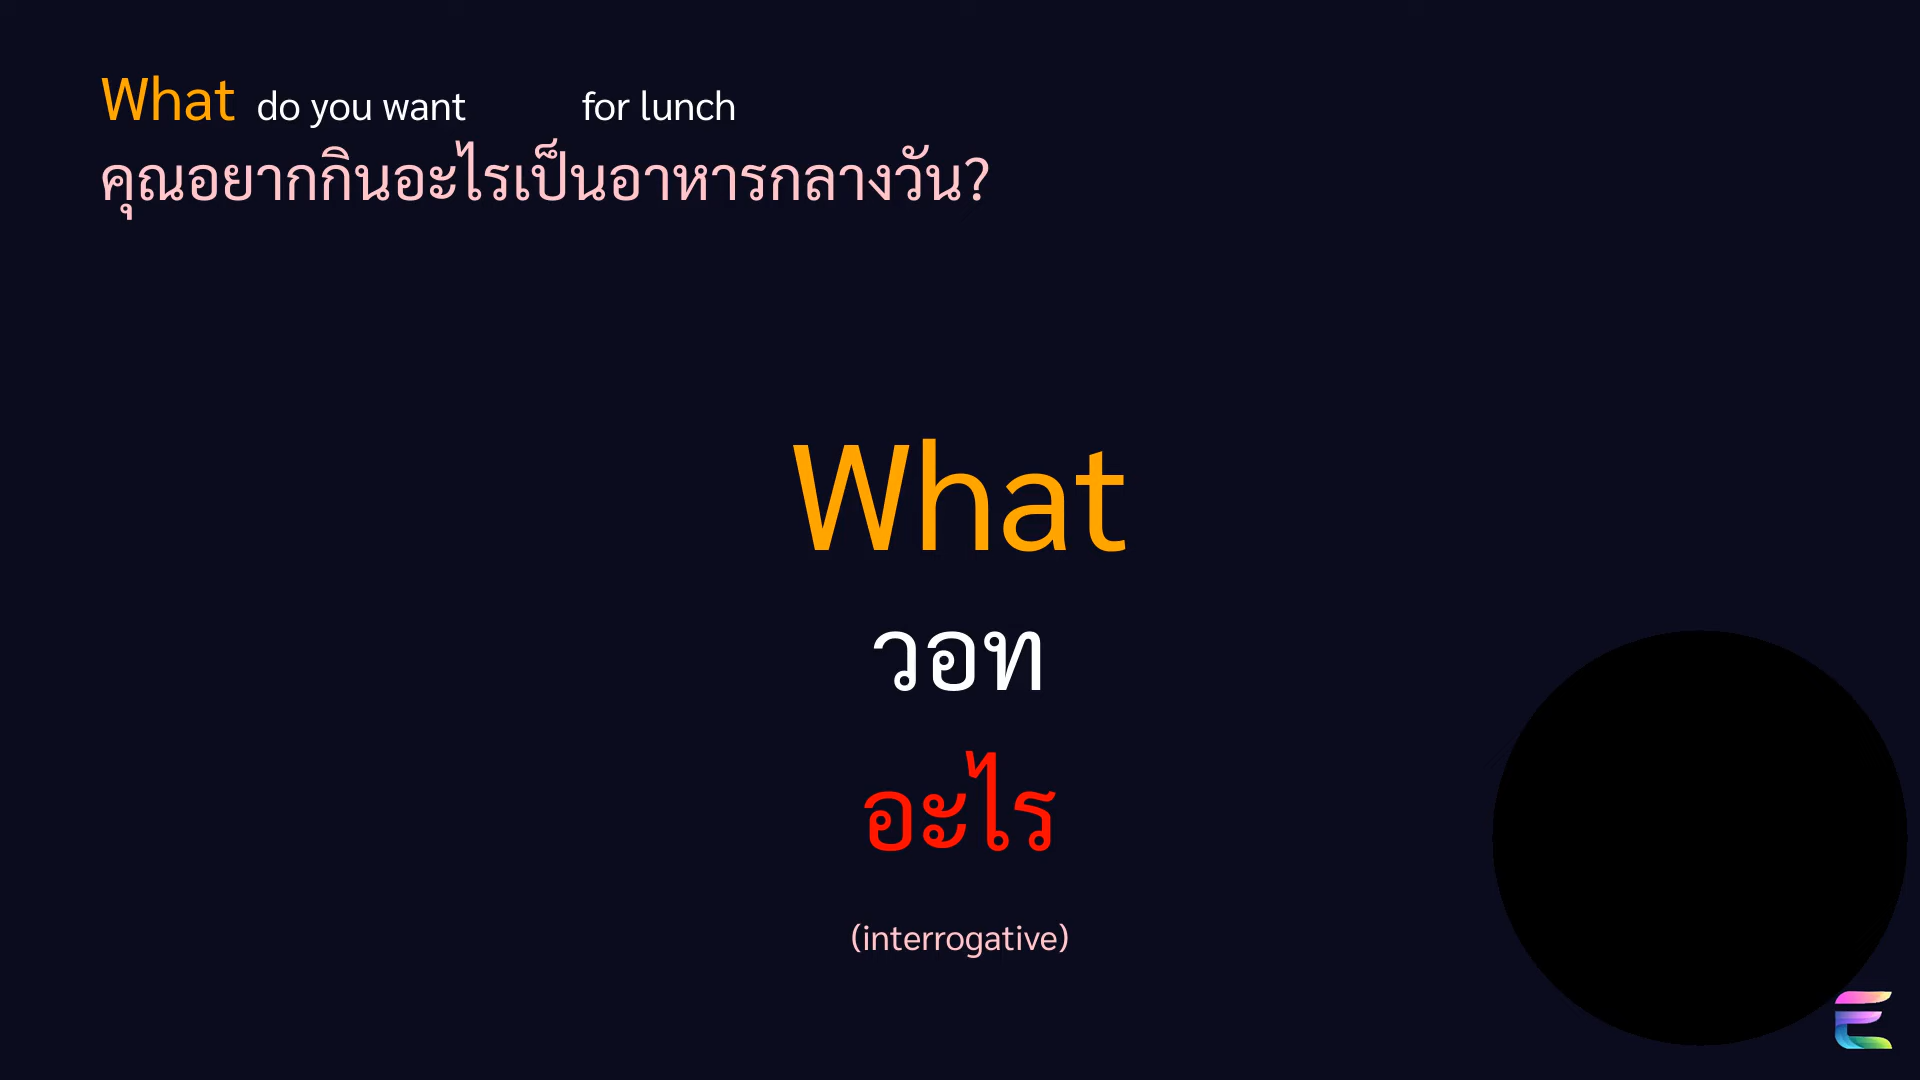 What do you want for lunch
คุณอยากกินอะไรเป็นอาหารกลางวัน?
What
วอท
อะไร
(interrogative)